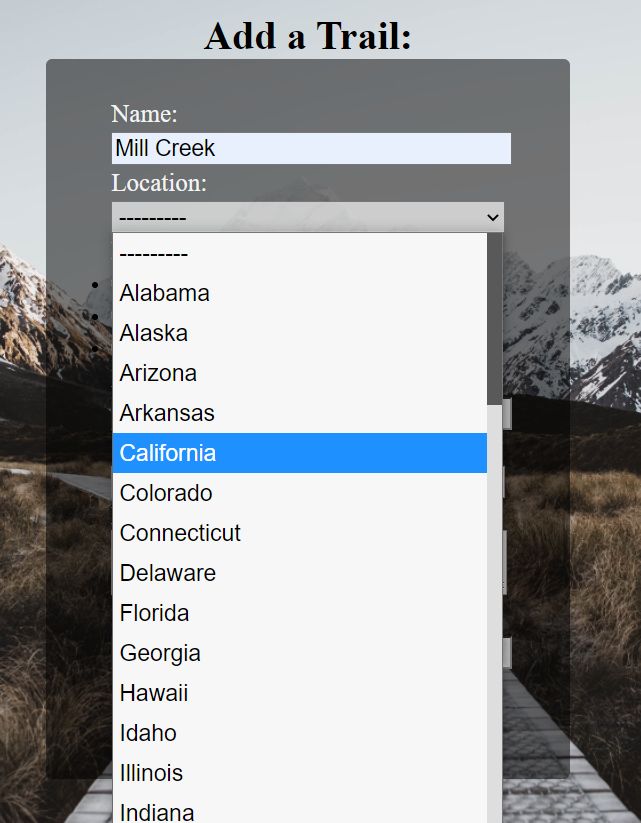 Add a Trail:
Name:
Mill Creek
Location:
---------
---------
Alabama
Alaska
Arizona
Arkansas
California
Colorado
Connecticut
Delaware
Florida
Georgia
Hawaii
Idaho
Illinois
Indiana